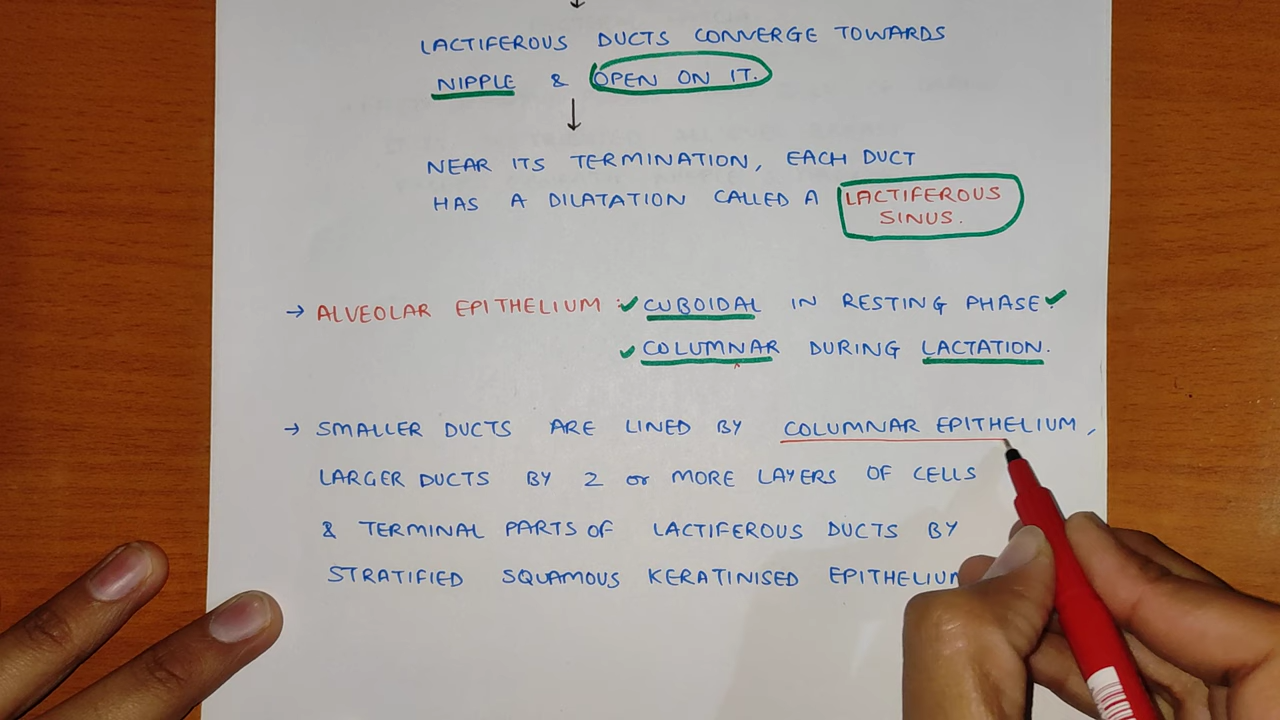 LACTIFEROUS DUCTS CONVERGE TOWARDS
NIPPLE & OPEN ON IT.
NEAR ITS TERMINATION, EACH DUCT
HAS A DILATATION CALLED A LACTIFEROUS
SINUS.
→ ALVEOLAR EPITHELIUM : CUBOIDAL IN RESTING PHASE.
COLUMNAR DURING LACTATION.
→ SMALLER DUCTS ARE LINED BY COLUMNAR EPITHELIUM,
LARGER DUCTS BY 2 or MORE LAYERS OF CELLS
& TERMINAL PARTS OF LACTIFEROUS DUCTS BY
STRATIFIED SQUAMOUS KERATINISED EPITHELIUM